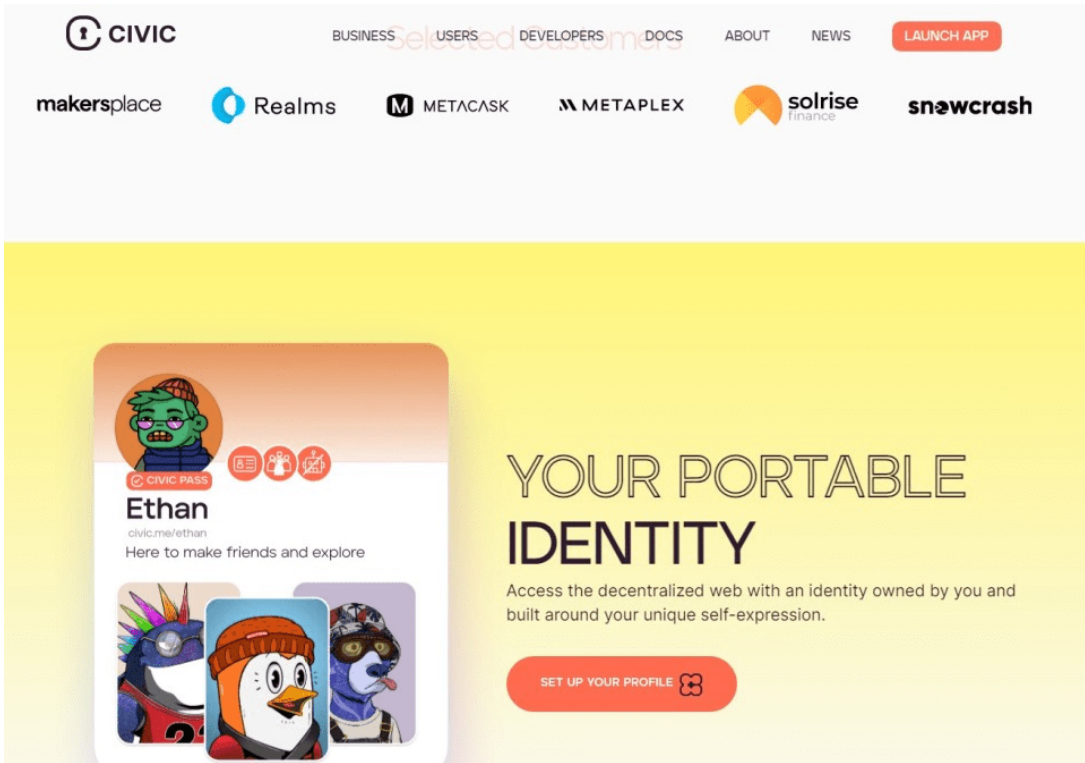 CIVIC
BUSINESS USERS DEVELOPERS DOCS ABOUT NEWS LAUNCH APP
Selected Customers
makersplace Realms M METACASK METAPLEX solrise finance snowcrash
CIVIC PASS
Ethan
civic.me/ethan
Here to make friends and explore
YOUR PORTABLE
IDENTITY
Access the decentralized web with an identity owned by you and
built around your unique self-expression.
SET UP YOUR PROFILE